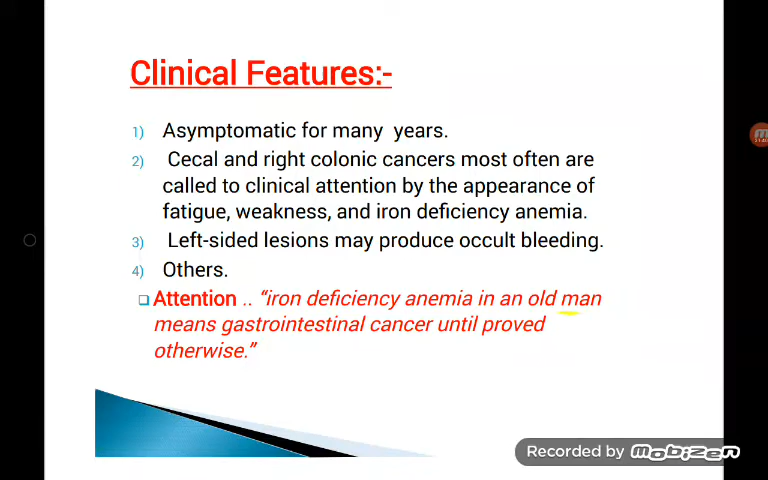 Clinical Features:-
1) Asymptomatic for many years.
2) Cecal and right colonic cancers most often are
called to clinical attention by the appearance of
fatigue, weakness, and iron deficiency anemia.
3) Left-sided lesions may produce occult bleeding.
4) Others.
Attention .. “iron deficiency anemia in an old man
means gastrointestinal cancer until proved
otherwise.”
Recorded by mobizen